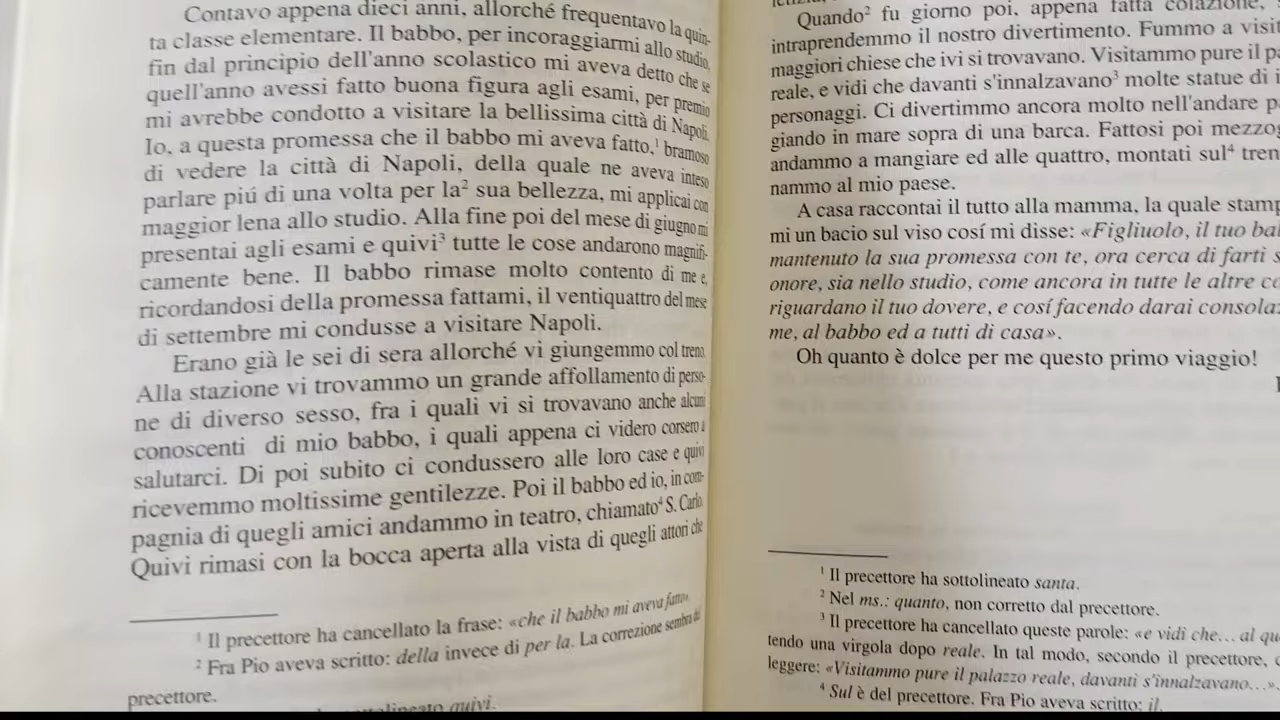 Contavo appena dieci anni, allorché frequentavo la quin-
ta classe elementare. Il babbo, per incoraggiarmi allo studio,
fin dal principio dell'anno scolastico mi aveva detto che se
quell'anno avessi fatto buona figura agli esami, per premio
mi avrebbe condotto a visitare la bellissima città di Napoli.
Io, a questa promessa che il babbo mi aveva fatto,¹ bramoso
di vedere la città di Napoli, della quale ne aveva inteso
parlare piú di una volta per la² sua bellezza, mi applicai con
maggior lena allo studio. Alla fine poi del mese di giugno mi
presentai agli esami e quivi³ tutte le cose andarono magnifi-
camente bene. Il babbo rimase molto contento di me e,
ricordandosi della promessa fattami, il ventiquattro del mese
di settembre mi condusse a visitare Napoli.
Erano già le sei di sera allorché vi giungemmo col treno.
Alla stazione vi trovammo un grande affollamento di perso-
ne di diverso sesso, fra i quali vi si trovavano anche alcuni
conoscenti di mio babbo, i quali appena ci videro corsero a
salutarci. Di poi subito ci condussero alle loro case e quivi
ricevemmo moltissime gentilezze. Poi il babbo ed io, in com-
pagnia di quegli amici andammo in teatro, chiamato⁴ S. Carlo.
Quivi rimasi con la bocca aperta alla vista di quegli attori che
¹ Il precettore ha cancellato la frase: «che il babbo mi aveva fatto».
² Fra Pio aveva scritto: della invece di per la. La correzione sembra del
precettore.
sottolineato quivi.
Quando² fu giorno poi, appena fatta colazione,
intraprendemmo il nostro divertimento. Fummo a
maggiori chiese che ivi si trovavano. Visitammo pure il
reale, e vidi che davanti s'innalzavano³ molte statue di
personaggi. Ci divertimmo ancora molto nell'andare
giando in mare sopra di una barca. Fattosi poi
andammo a mangiare ed alle quattro, montati sul⁴
nammo al mio paese.
A casa raccontai il tutto alla mamma, la quale
mi un bacio sul viso cosí mi disse: «Figliuolo, il tuo
mantenuto la sua promessa con te, ora cerca di farti
onore, sia nello studio, come ancora in tutte le altre
riguardano il tuo dovere, e cosí facendo darai
me, al babbo ed a tutti di casa».
Oh quanto è dolce per me questo primo viaggio!
¹ Il precettore ha sottolineato santa.
² Nel ms.: quanto, non corretto dal precettore.
³ Il precettore ha cancellato queste parole: «e vidi che... al
tendo una virgola dopo reale. In tal modo, secondo il precettore,
leggere: «Visitammo pure il palazzo reale, davanti s'innalzavano...».
⁴ Sul è del precettore. Fra Pio aveva scritto: il.